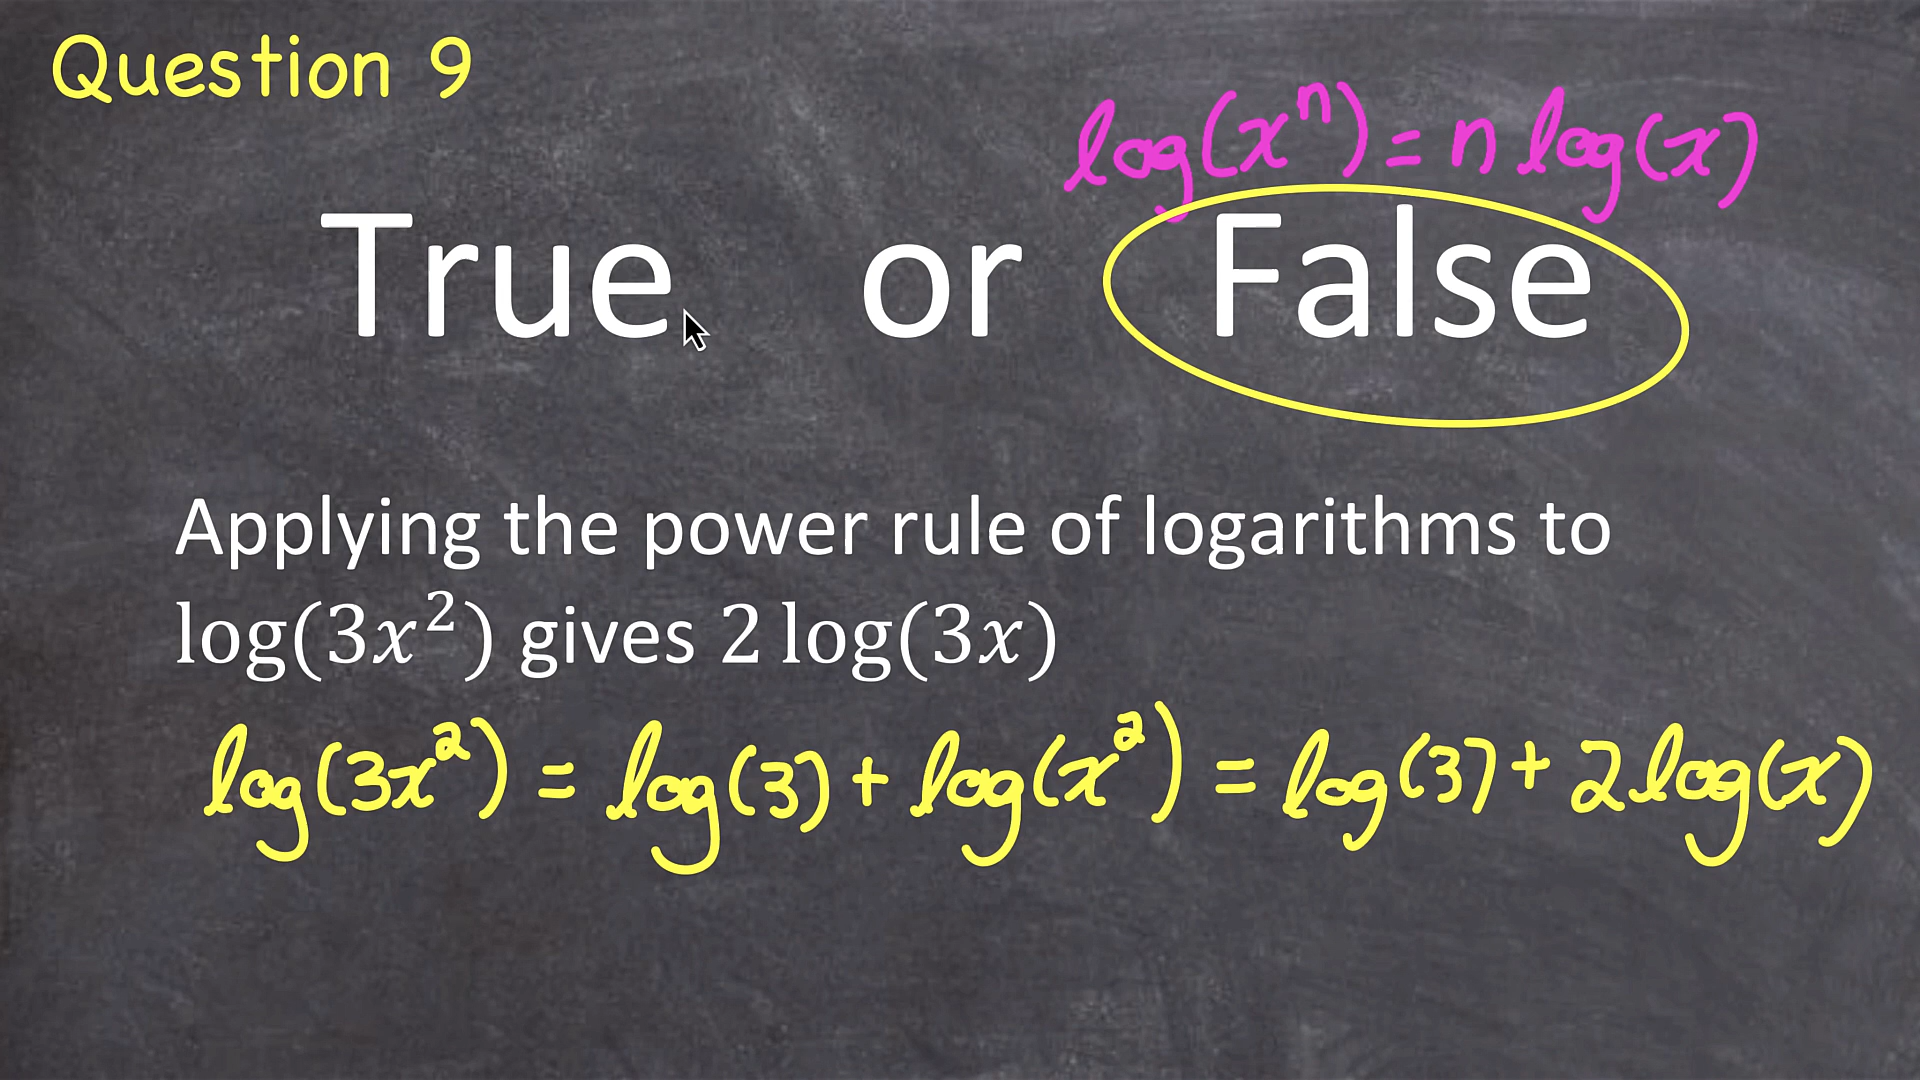 Question 9
log(xⁿ) = n log(x)
True or False
Applying the power rule of logarithms to
log(3x²) gives 2 log(3x)
log(3x²) = log(3) + log(x²) = log(3) + 2log(x)